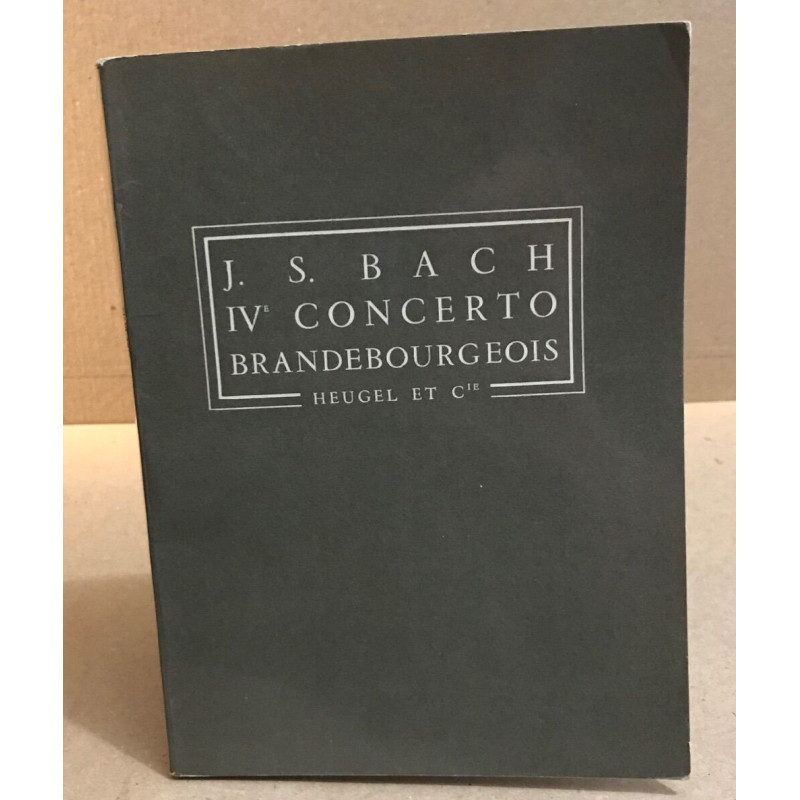 J. S. BACH
IVᴱ CONCERTO
BRANDEBOURGEOIS
HEUGEL ET Cᴵᴱ